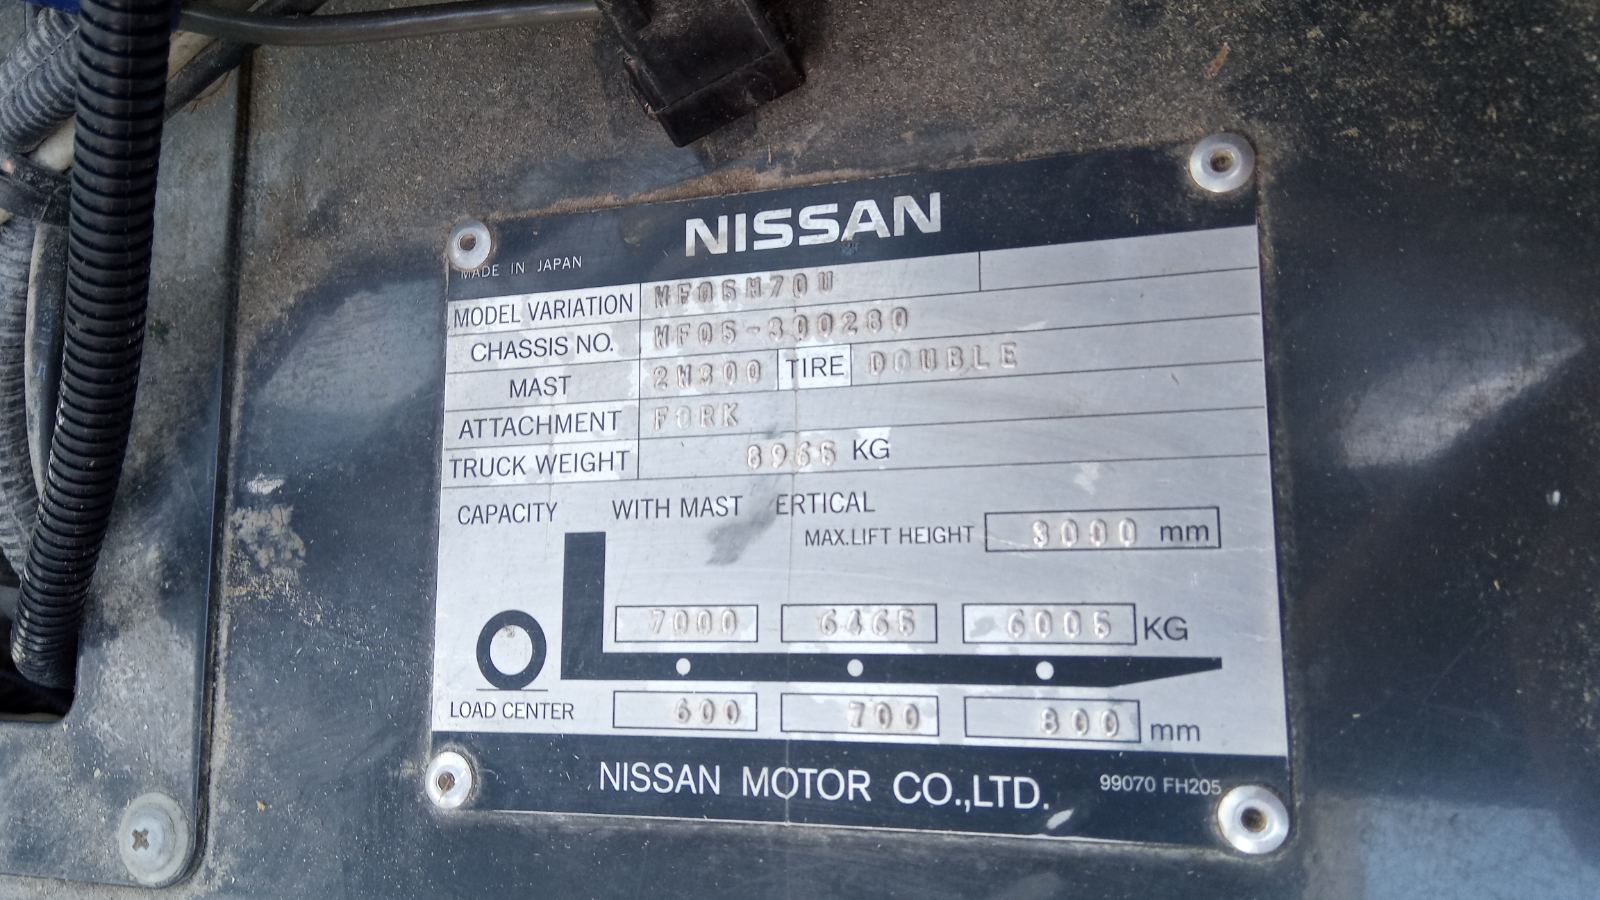 NISSAN
MADE IN JAPAN
MODEL VARIATION WF05H70U
CHASSIS NO. WF05-300280
MAST 2W300 TIRE DOUBLE
ATTACHMENT FORK
TRUCK WEIGHT 8965 KG
CAPACITY WITH MAST ERTICAL
MAX.LIFT HEIGHT 3000 mm
7000 6465 6005 KG
LOAD CENTER 600 700 800 mm
NISSAN MOTOR CO.,LTD. 99070 FH205